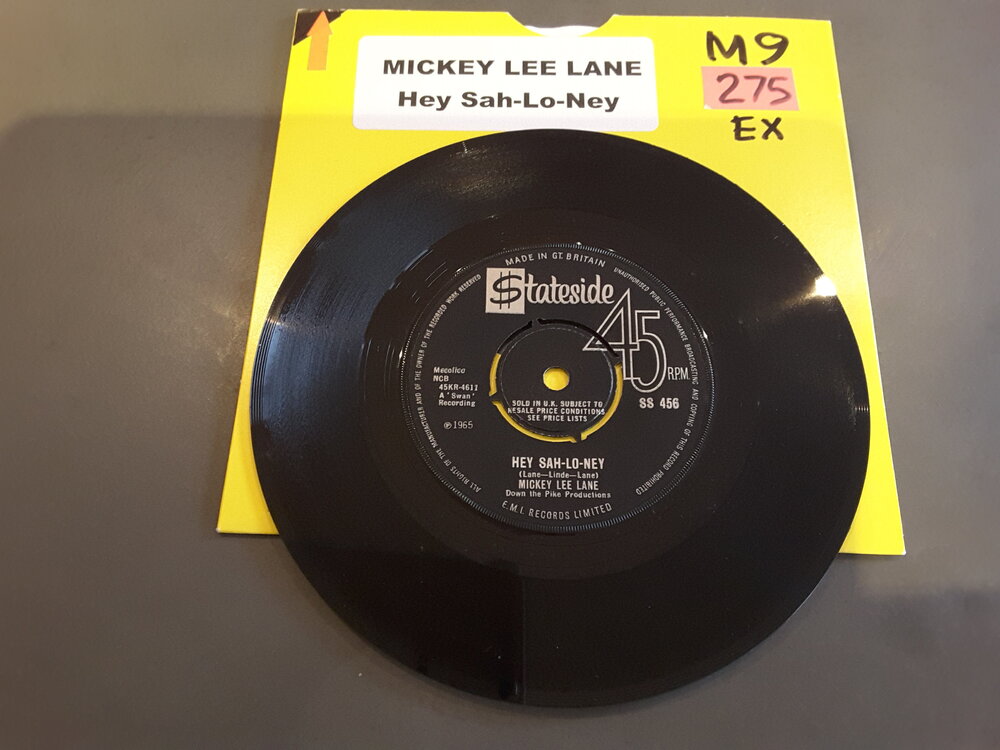 MICKEY LEE LANE
Hey Sah-Lo-Ney
M9
275
EX
MADE IN GT. BRITAIN
UNAUTHORISED PUBLIC PERFORMANCE BROADCASTING AND COPYING OF THIS RECORD PROHIBITED
ALL RIGHTS OF THE MANUFACTURER AND OF THE OWNER OF THE RECORDED WORK RESERVED
$tateside
45 R.P.M.
Mecolico
NCB
45KR-4611
A 'Swan'
Recording
℗ 1965
SS 456
SOLD IN U.K. SUBJECT TO
RESALE PRICE CONDITIONS
SEE PRICE LISTS
HEY SAH-LO-NEY
(Lane—Linde—Lane)
MICKEY LEE LANE
Down the Pike Productions
E.M.I. RECORDS LIMITED